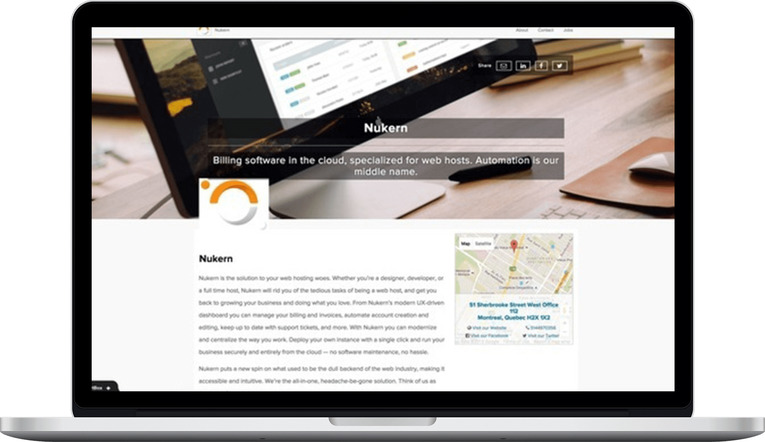 Nukern
About Contact Jobs
Share
Nukern
Billing software in the cloud, specialized for web hosts. Automation is our
middle name.
Nukern
Nukern is the solution to your web hosting woes. Whether you're a designer, developer, or
a full time host, Nukern will rid you of the tedious tasks of being a web host, and get you
back to growing your business and doing what you love. From Nukern's modern UX-driven
dashboard you can manage your billing and invoices, automate account creation and
editing, keep up to date with support tickets, and more. With Nukern you can modernize
and centralize the way you work. Deploy your own instance with a single click and run your
business securely and entirely from the cloud — no software maintenance, no hassle.
Nukern puts a new spin on what used to be the dull backend of the web industry, making it
accessible and intuitive. We're the all-in-one, headache-be-gone solution. Think of us as
Map Satellite
51 Sherbrooke Street West Office
112
Montreal, Quebec H2X 1X2
Visit our Website
Visit our Facebook Visit our Twitter